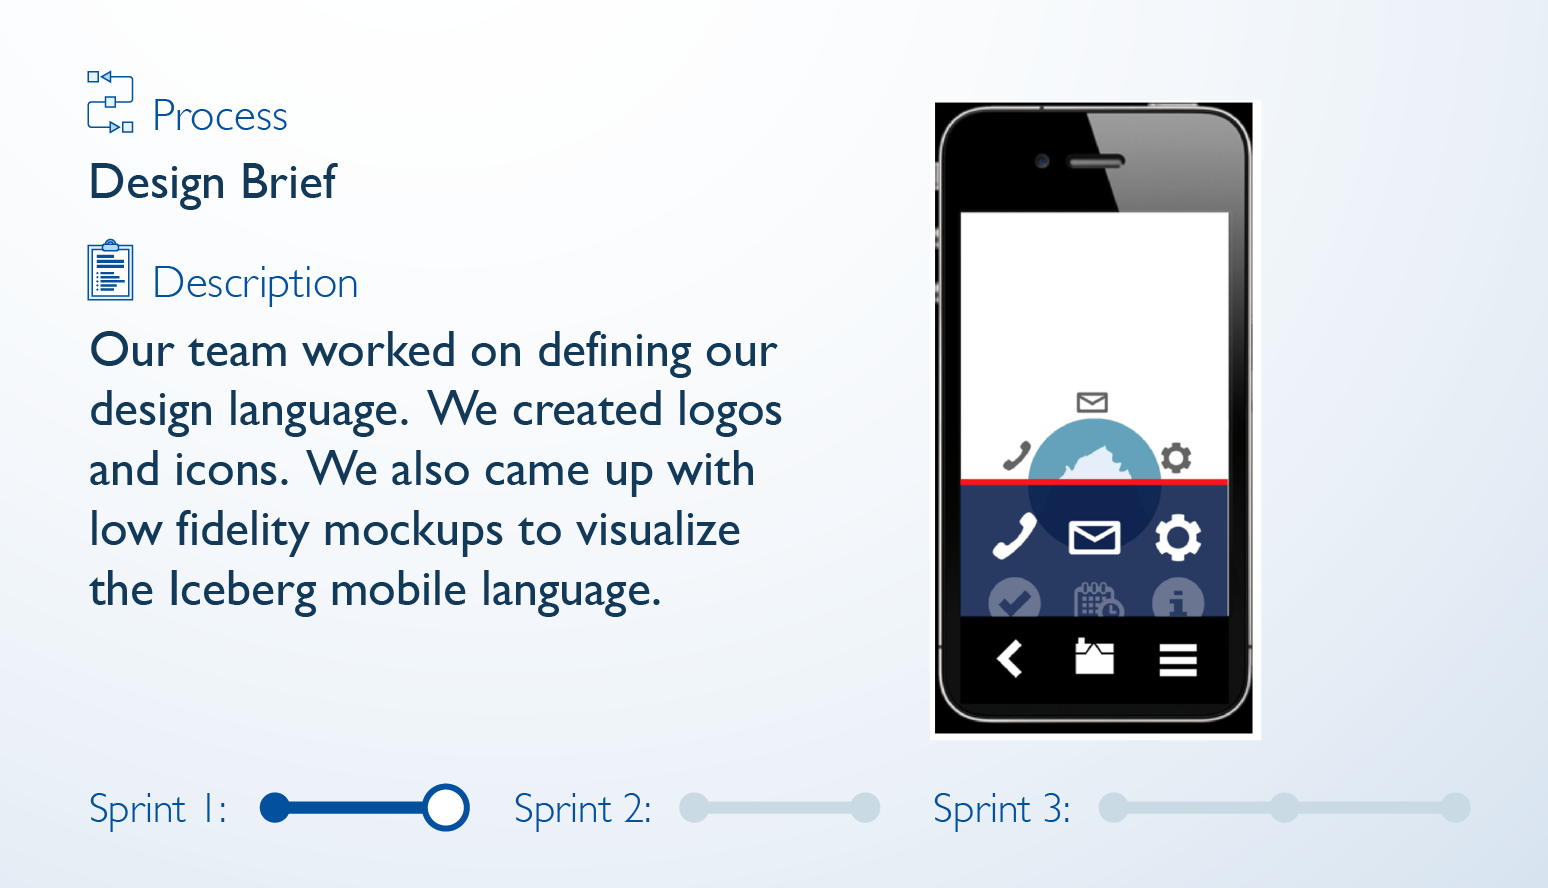 Process
Design Brief
Description
Our team worked on defining our
design language.  We created logos
and icons.  We also came up with
low fidelity mockups to visualize
the Iceberg mobile language.
Sprint 1:
Sprint 2:
Sprint 3: